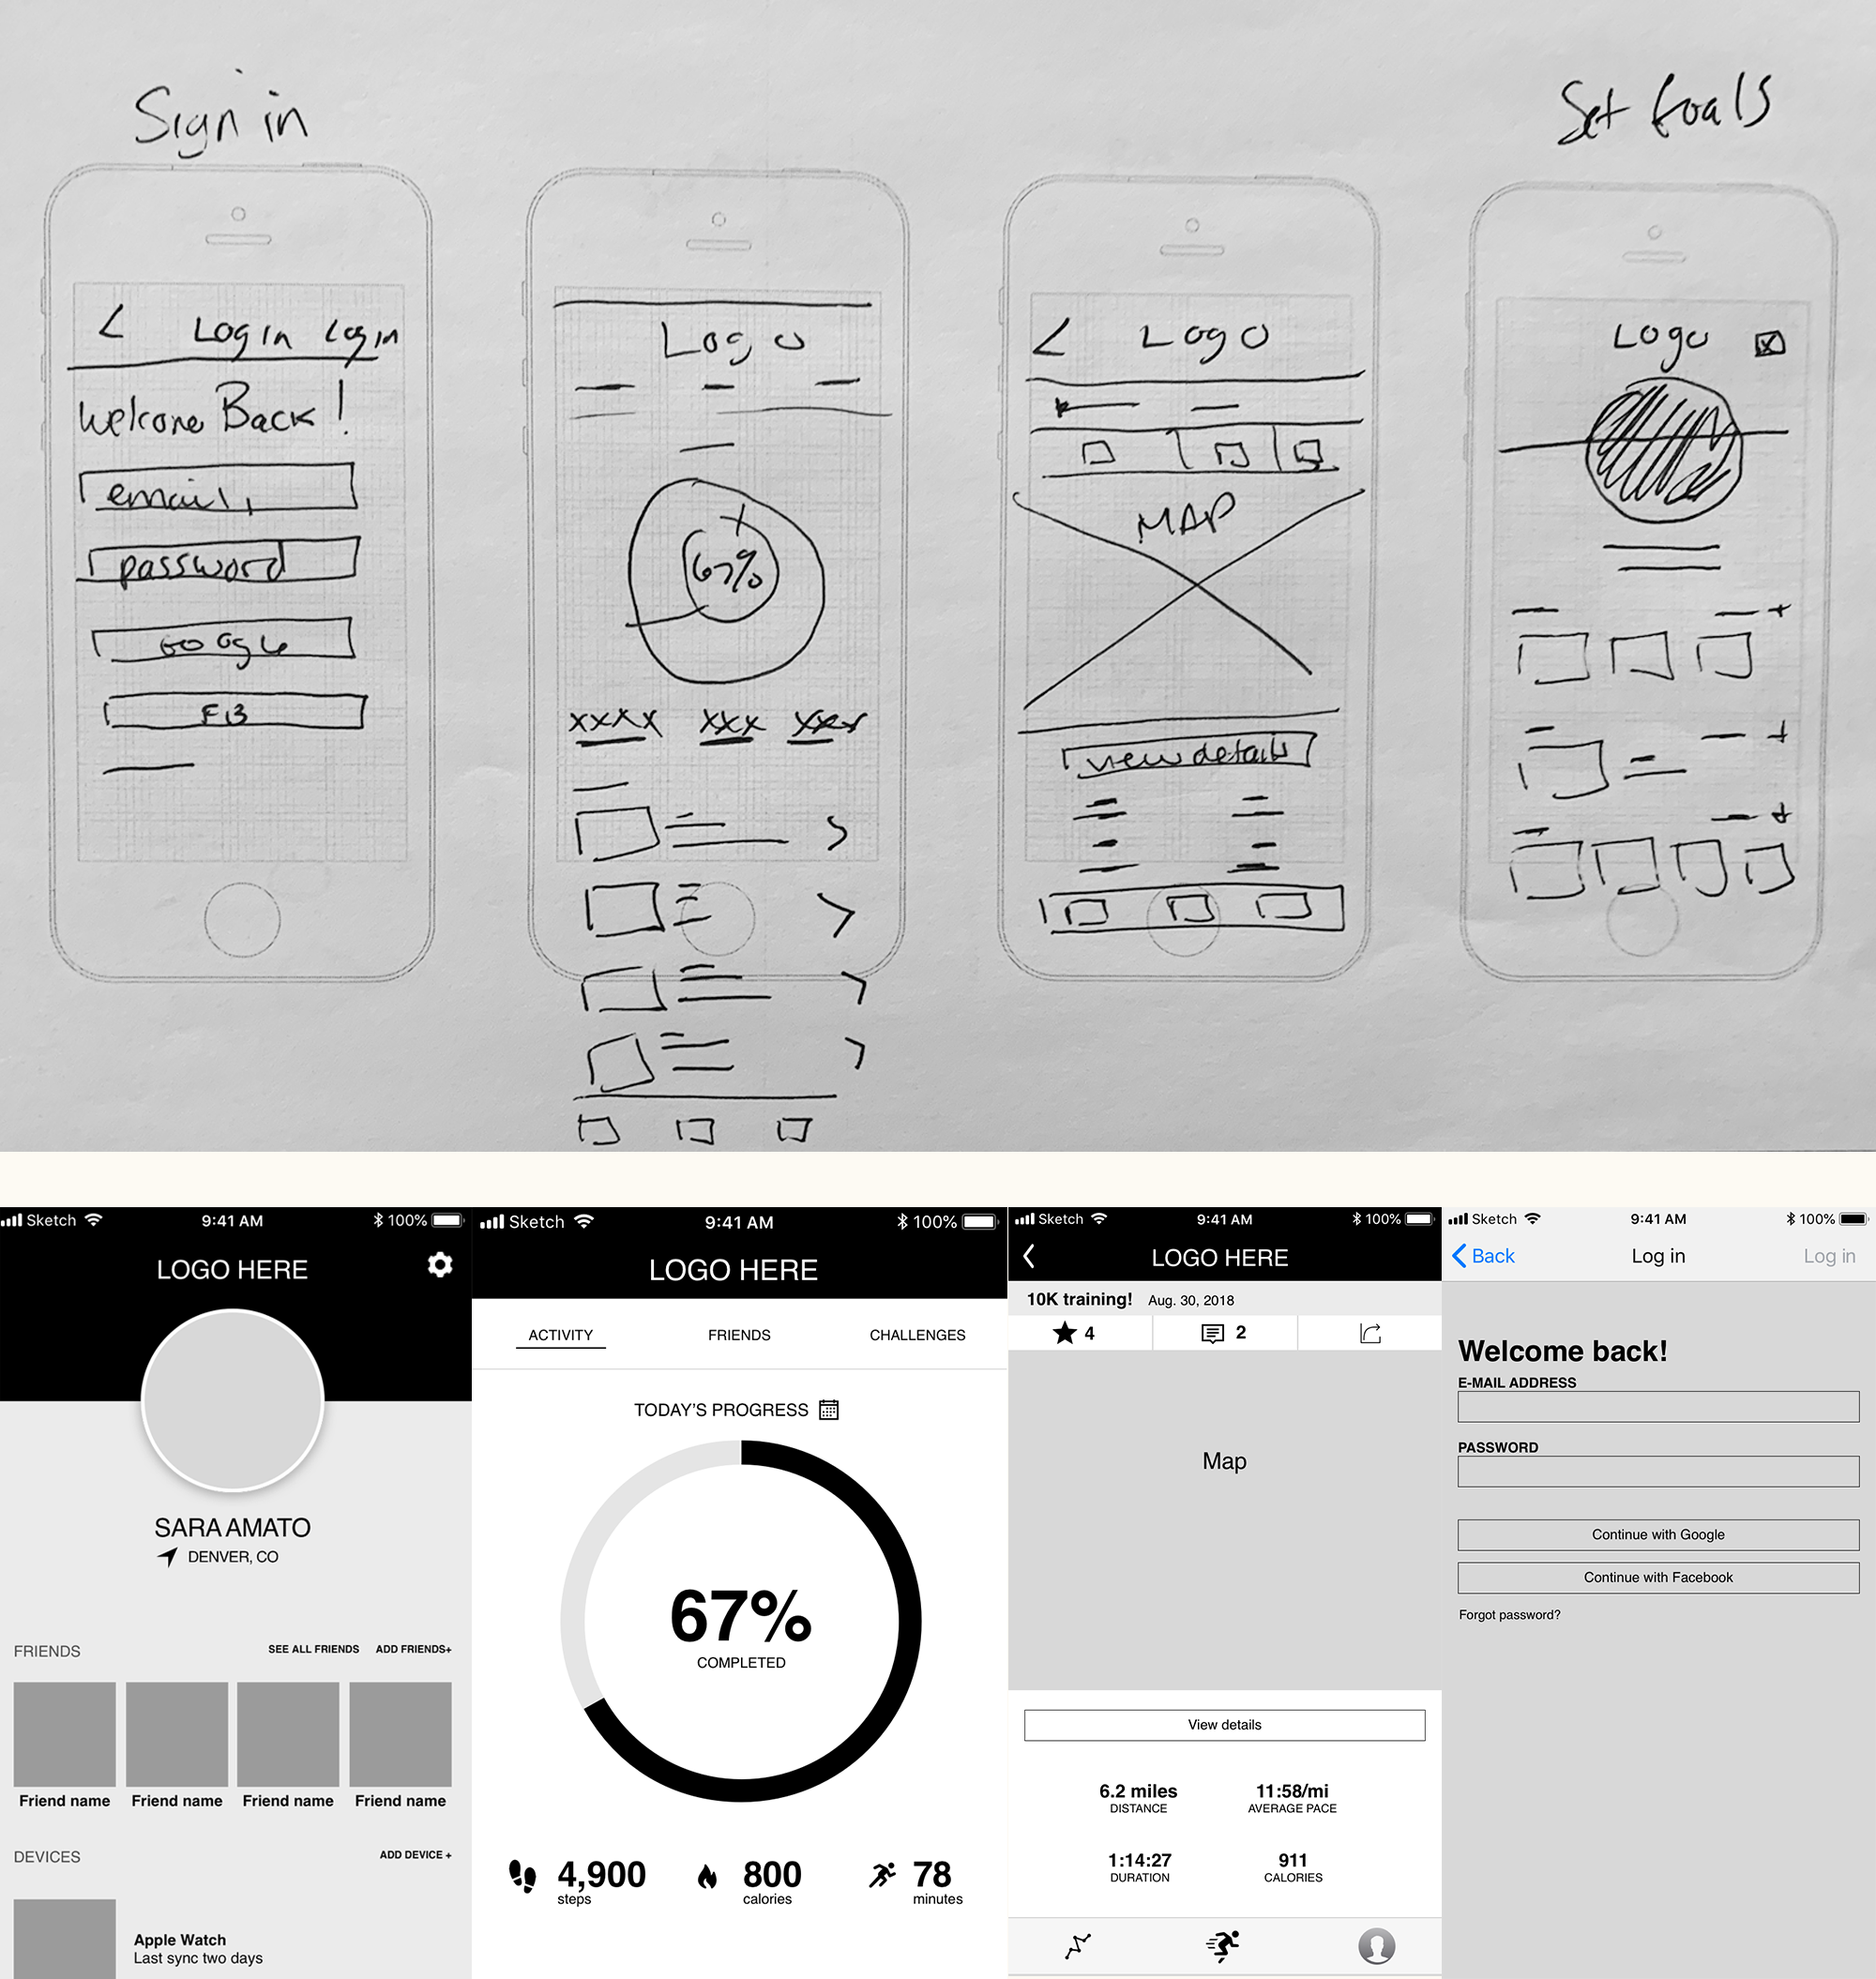 Sign in
Set Goals
< Login Login
Welcome Back!
email
password
Google
FB
Logo
67%
xxxx xxx xxx
< Logo
MAP
view details
Logo
Sketch 9:41 AM 100%
LOGO HERE
SARA AMATO
DENVER, CO
FRIENDS SEE ALL FRIENDS ADD FRIENDS+
Friend name Friend name Friend name Friend name
DEVICES ADD DEVICE +
Apple Watch
Last sync two days
Sketch 9:41 AM 100%
LOGO HERE
ACTIVITY FRIENDS CHALLENGES
TODAY'S PROGRESS
67%
COMPLETED
4,900 800 78
steps calories minutes
Sketch 9:41 AM 100%
LOGO HERE
10K training! Aug. 30, 2018
4 2
Map
View details
6.2 miles 11:58/mi
DISTANCE AVERAGE PACE
1:14:27 911
DURATION CALORIES
Sketch 9:41 AM 100%
Back Log in Log in
Welcome back!
E-MAIL ADDRESS
PASSWORD
Continue with Google
Continue with Facebook
Forgot password?